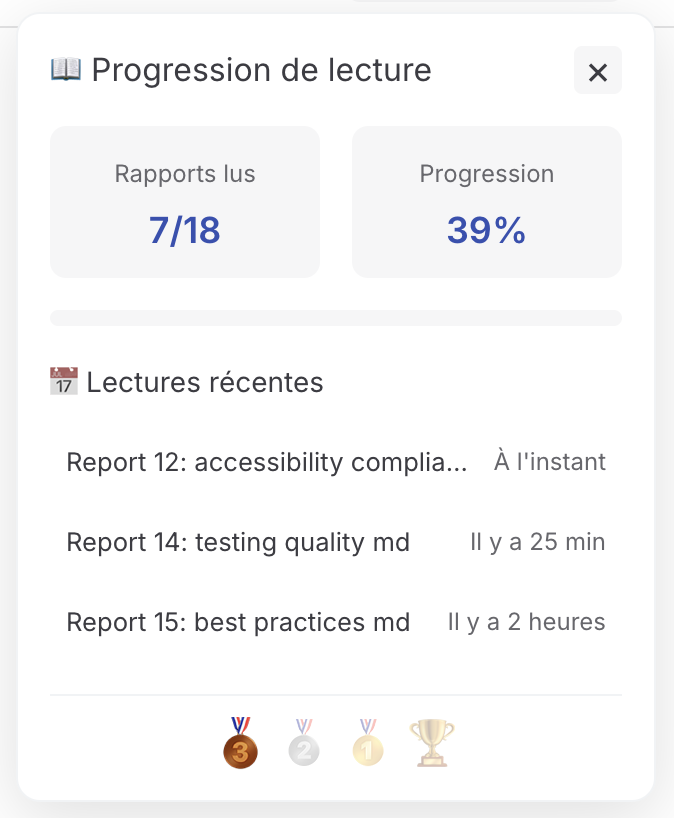 Progression de lecture
Rapports lus
7/18
Progression
39%
17 Lectures récentes
Report 12: accessibility complia... À l'instant
Report 14: testing quality md Il y a 25 min
Report 15: best practices md Il y a 2 heures
3 2 1